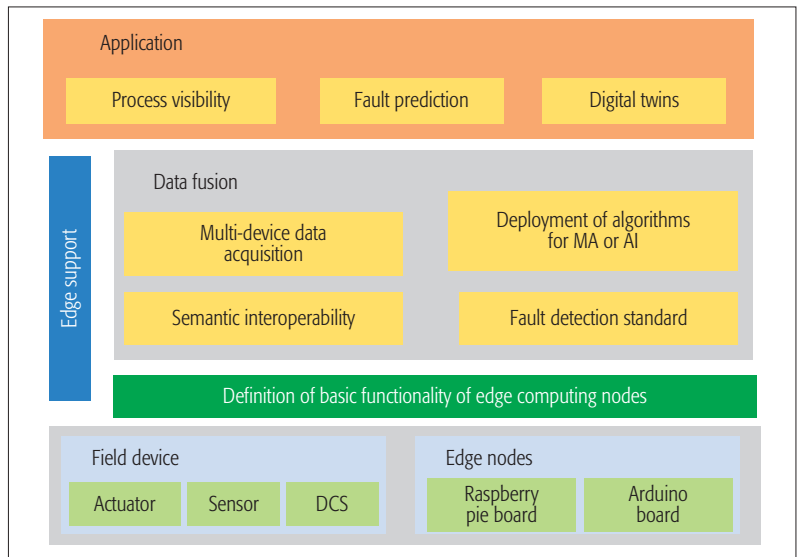 Application
Process visibility
Fault prediction
Digital twins
Edge support
Data fusion
Multi-device data
acquisition
Deployment of algorithms
for MA or AI
Semantic interoperability
Fault detection standard
Definition of basic functionality of edge computing nodes
Field device
Actuator
Sensor
DCS
Edge nodes
Raspberry
pie board
Arduino
board